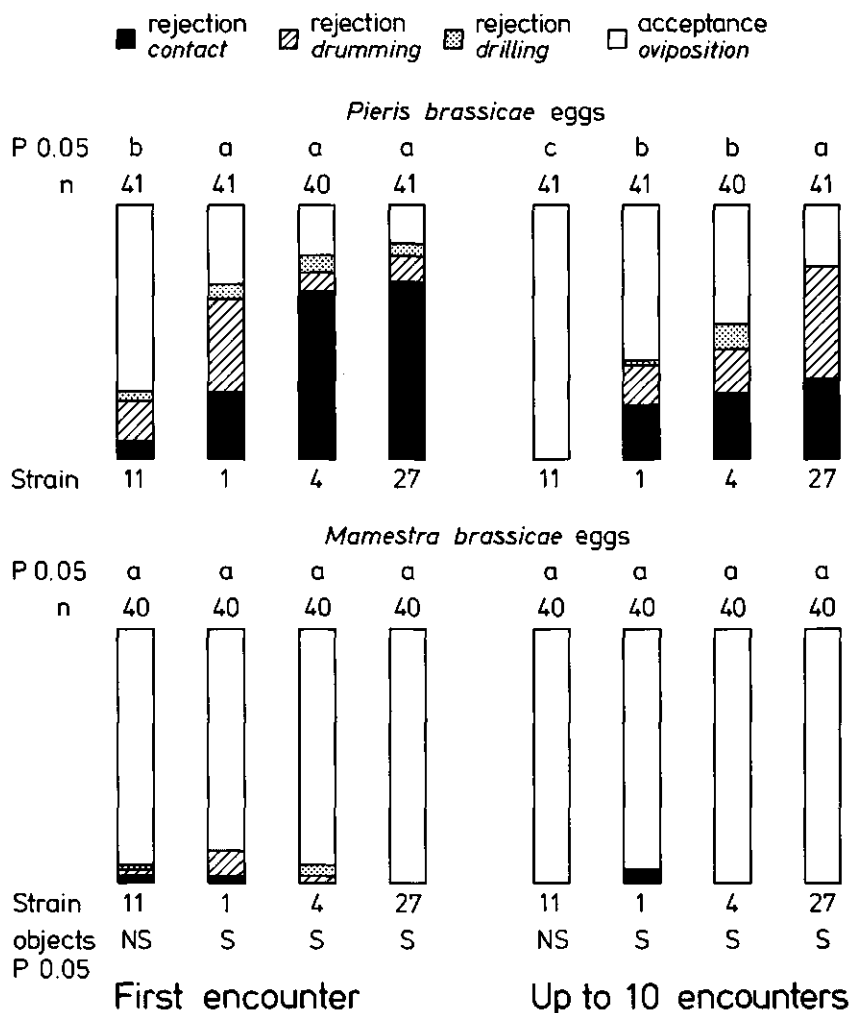 rejection rejection rejection acceptance
contact drumming drilling oviposition
Pieris brassicae eggs
P 0.05 b a a a c b b a
n 41 41 40 41 41 41 40 41
Strain 11 1 4 27 11 1 4 27
Mamestra brassicae eggs
P 0.05 a a a a a a a a
n 40 40 40 40 40 40 40 40
Strain 11 1 4 27 11 1 4 27
objects NS S S S NS S S S
P 0.05
First encounter Up to 10 encounters